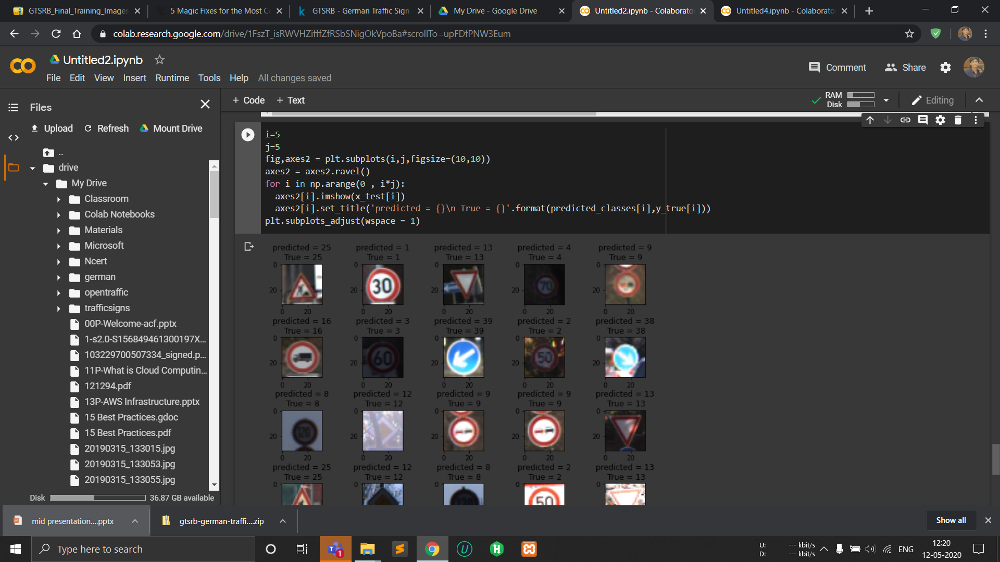 GTSRB_Final_Training_Images
5 Magic Fixes for the Most Co
GTSRB - German Traffic Sign
My Drive - Google Drive
Untitled2.ipynb - Colaborato
Untitled4.ipynb - Colaborato
colab.research.google.com/drive/1FszT_isRWVHZifffZfRSbSNigOkVpoBa#scrollTo=upFDfPNW3Eum
Untitled2.ipynb
Comment
Share
File Edit View Insert Runtime Tools Help All changes saved
Files
+ Code + Text
RAM
Disk
Editing
Upload Refresh Mount Drive
..
drive
My Drive
Classroom
Colab Notebooks
Materials
Microsoft
Ncert
german
opentraffic
trafficsigns
00P-Welcome-acf.pptx
1-s2.0-S156849461300197X...
103229700507334_signed.p...
11P-What is Cloud Computin...
121294.pdf
13P-AWS Infrastructure.pptx
15 Best Practices.gdoc
15 Best Practices.pdf
20190315_133015.jpg
20190315_133053.jpg
20190315_133055.jpg
Disk 36.87 GB available
i=5
j=5
fig,axes2 = plt.subplots(i,j,figsize=(10,10))
axes2 = axes2.ravel()
for i in np.arange(0 , i*j):
  axes2[i].imshow(x_test[i])
  axes2[i].set_title('predicted = {}\n True = {}'.format(predicted_classes[i],y_true[i]))
plt.subplots_adjust(wspace = 1)
predicted = 25 predicted = 1 predicted = 13 predicted = 4 predicted = 9
True = 25 True = 1 True = 13 True = 4 True = 9
0 0 0 0 0
30
70
20 20 20 20 20
0 20 0 20 0 20 0 20 0 20
predicted = 16 predicted = 3 predicted = 39 predicted = 2 predicted = 38
True = 16 True = 3 True = 39 True = 2 True = 38
0 0 0 0 0
60
50
20 20 20 20 20
0 20 0 20 0 20 0 20 0 20
predicted = 8 predicted = 12 predicted = 9 predicted = 9 predicted = 13
True = 8 True = 12 True = 9 True = 9 True = 13
0 0 0 0 0
120
20 20 20 20 20
0 20 0 20 0 20 0 20 0 20
predicted = 25 predicted = 12 predicted = 8 predicted = 2 predicted = 13
True = 25 True = 12 True = 8 True = 2 True = 13
0 0 0 0 0
120
50
mid presentation....pptx
gtsrb-german-traffi....zip
Show all
Type here to search
1
U: --- kbit/s
D: --- kbit/s
ENG
12:20
12-05-2020